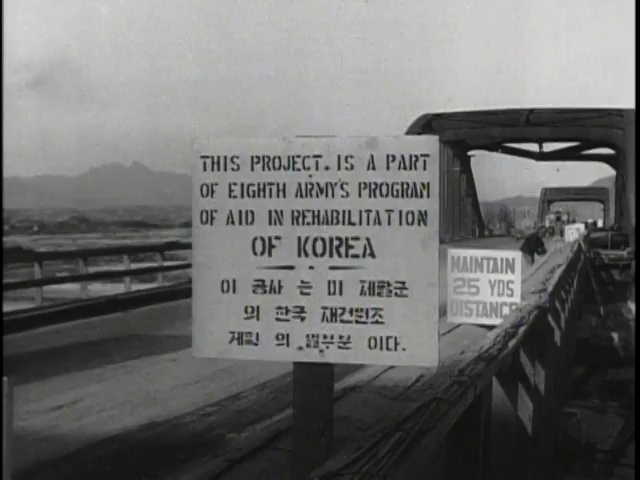 THIS PROJECT. IS A PART
OF EIGHTH ARMY'S PROGRAM
OF AID IN REHABILITATION
OF KOREA
이 공사 는 미 제팔군
의 한국 재건원조
계획 의 일부분 이다.
MAINTAIN
25 YDS
DISTANCE